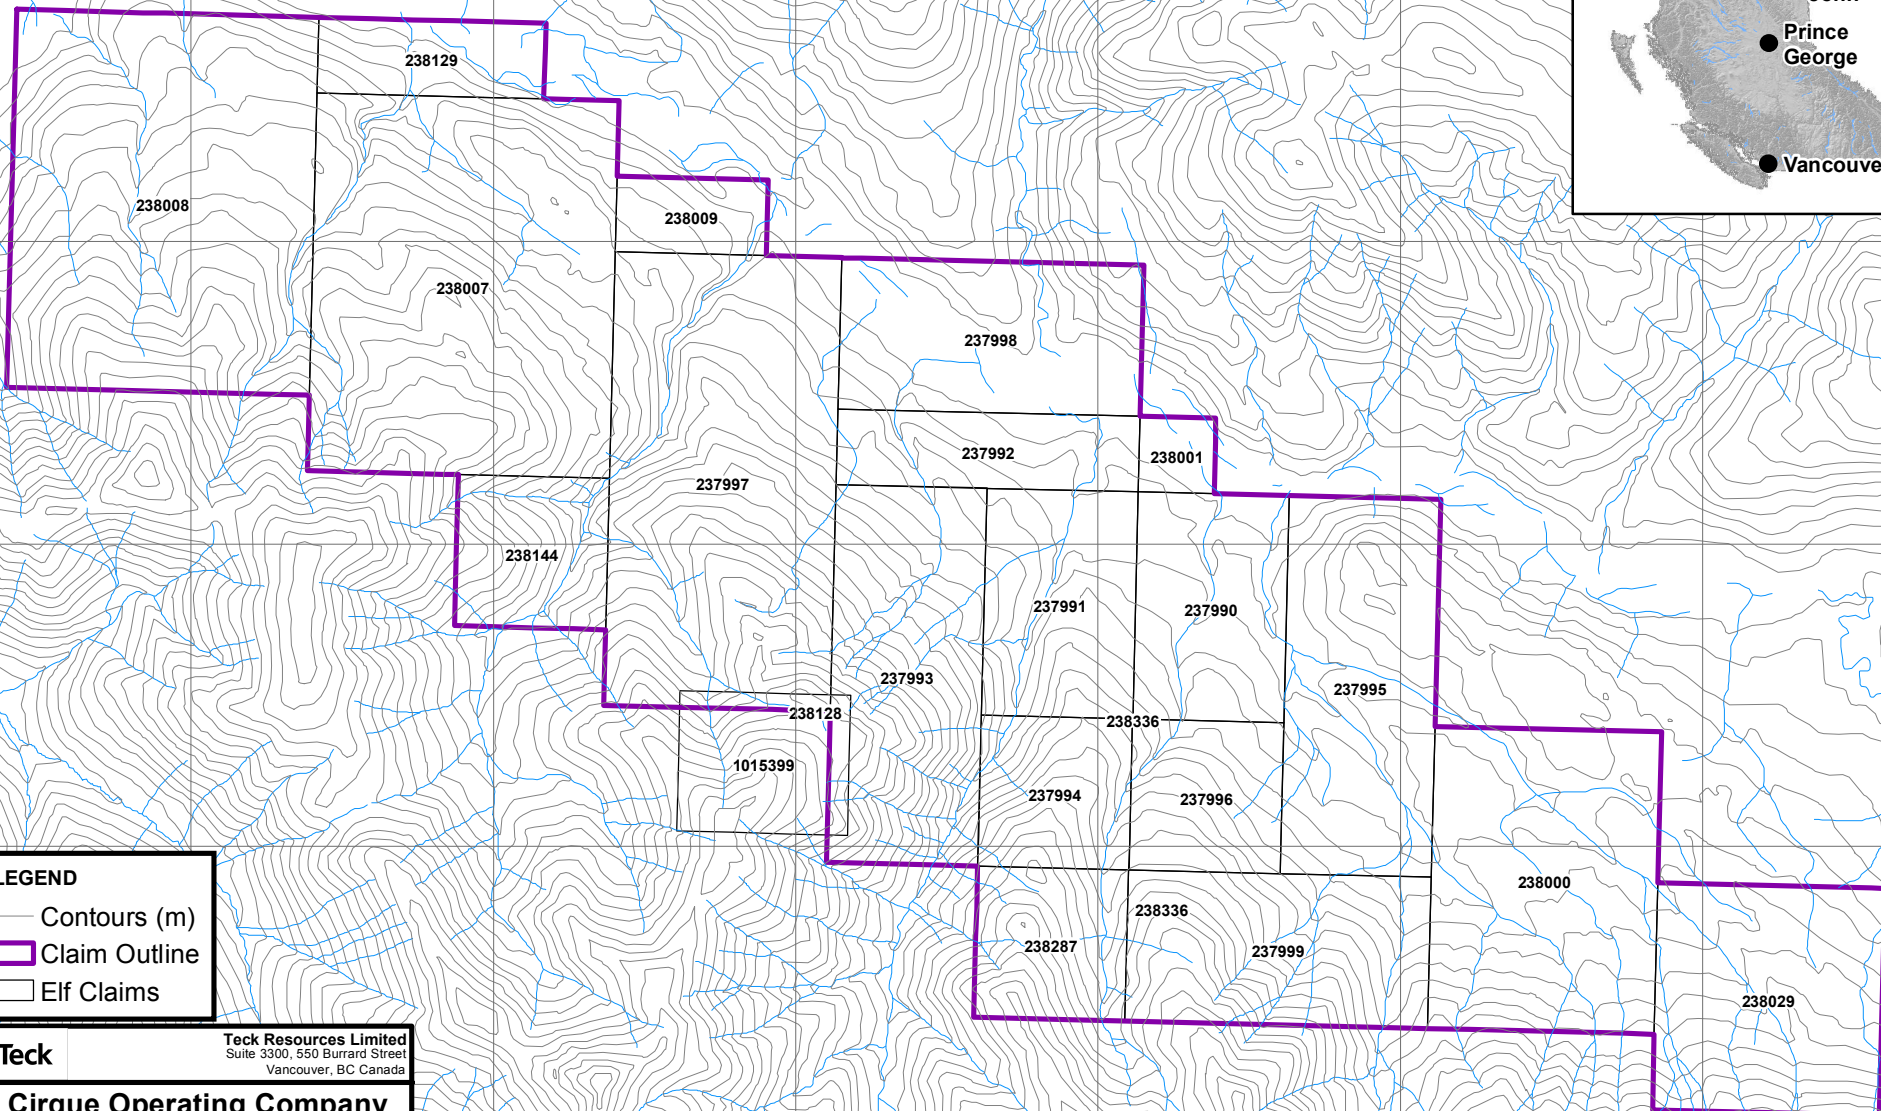 Prince
George
Vancouve
238129
238008
238009
238007
237998
237992
238001
237997
238144
237991
237990
237993
237995
238128
238336
1015399
237994
237996
238000
238336
238287
237999
238029
LEGEND
Contours (m)
Claim Outline
Elf Claims
Teck
Teck Resources Limited
Suite 3300, 550 Burrard Street
Vancouver, BC Canada
Cirque Operating Company